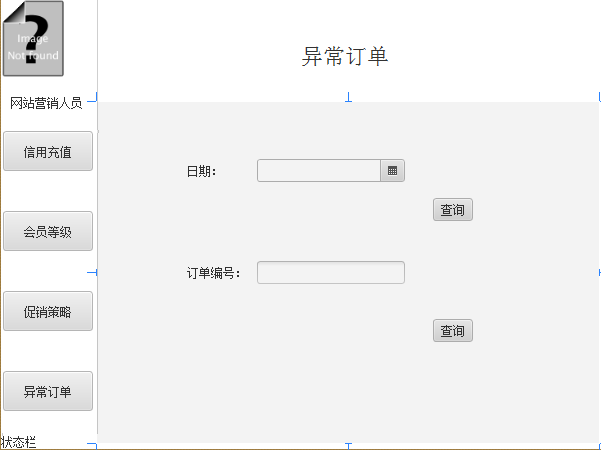 Image
Not found
异常订单
网站营销人员
信用充值
日期：
查询
会员等级
订单编号：
促销策略
查询
异常订单
状态栏